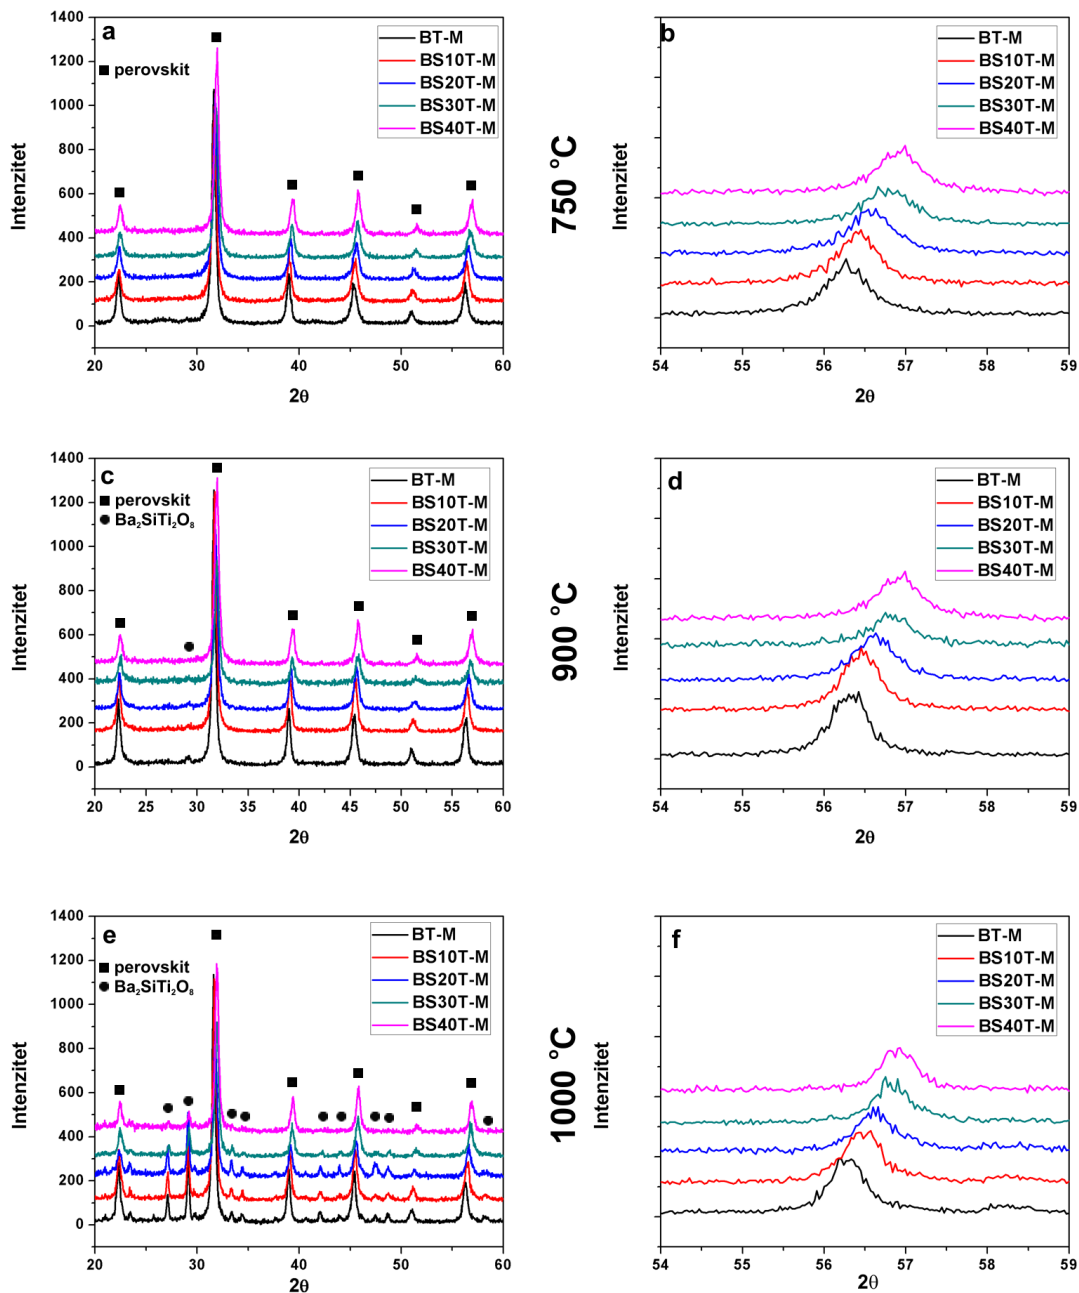 a
1400
1200
1000
800
600
400
200
0
Intenzitet
■ perovskit
BT-M
BS10T-M
BS20T-M
BS30T-M
BS40T-M
20 30 40 50 60
2θ
750 °C
b
Intenzitet
BT-M
BS10T-M
BS20T-M
BS30T-M
BS40T-M
54 55 56 57 58 59
2θ
c
1400
1200
1000
800
600
400
200
0
Intenzitet
■ perovskit
● Ba₂SiTi₂O₈
BT-M
BS10T-M
BS20T-M
BS30T-M
BS40T-M
20 25 30 35 40 45 50 55 60
2θ
900 °C
d
Intenzitet
BT-M
BS10T-M
BS20T-M
BS30T-M
BS40T-M
54 55 56 57 58 59
2θ
e
1400
1200
1000
800
600
400
200
0
Intenzitet
■ perovskit
● Ba₂SiTi₂O₈
BT-M
BS10T-M
BS20T-M
BS30T-M
BS40T-M
20 25 30 35 40 45 50 55 60
2θ
1000 °C
f
Intenzitet
BT-M
BS10T-M
BS20T-M
BS30T-M
BS40T-M
54 55 56 57 58 59
2θ